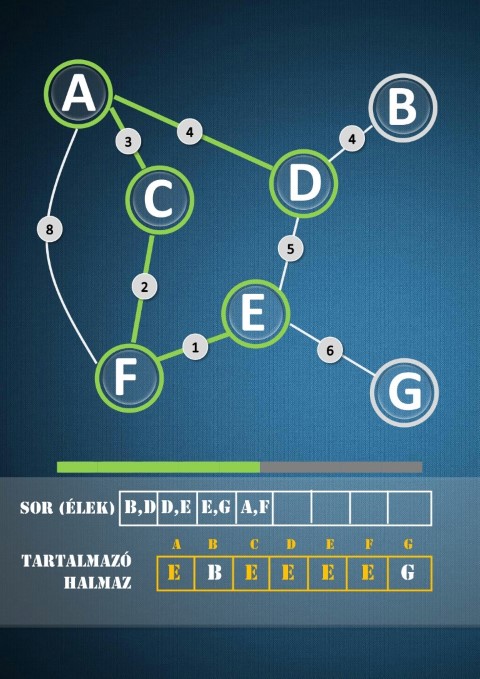 A
B
3
4
4
C
D
8
5
2
E
1
6
F
G
SOR (ÉLEK) B,D D,E E,G A,F
A B C D E F G
TARTALMAZÓ HALMAZ
E B E E E E G